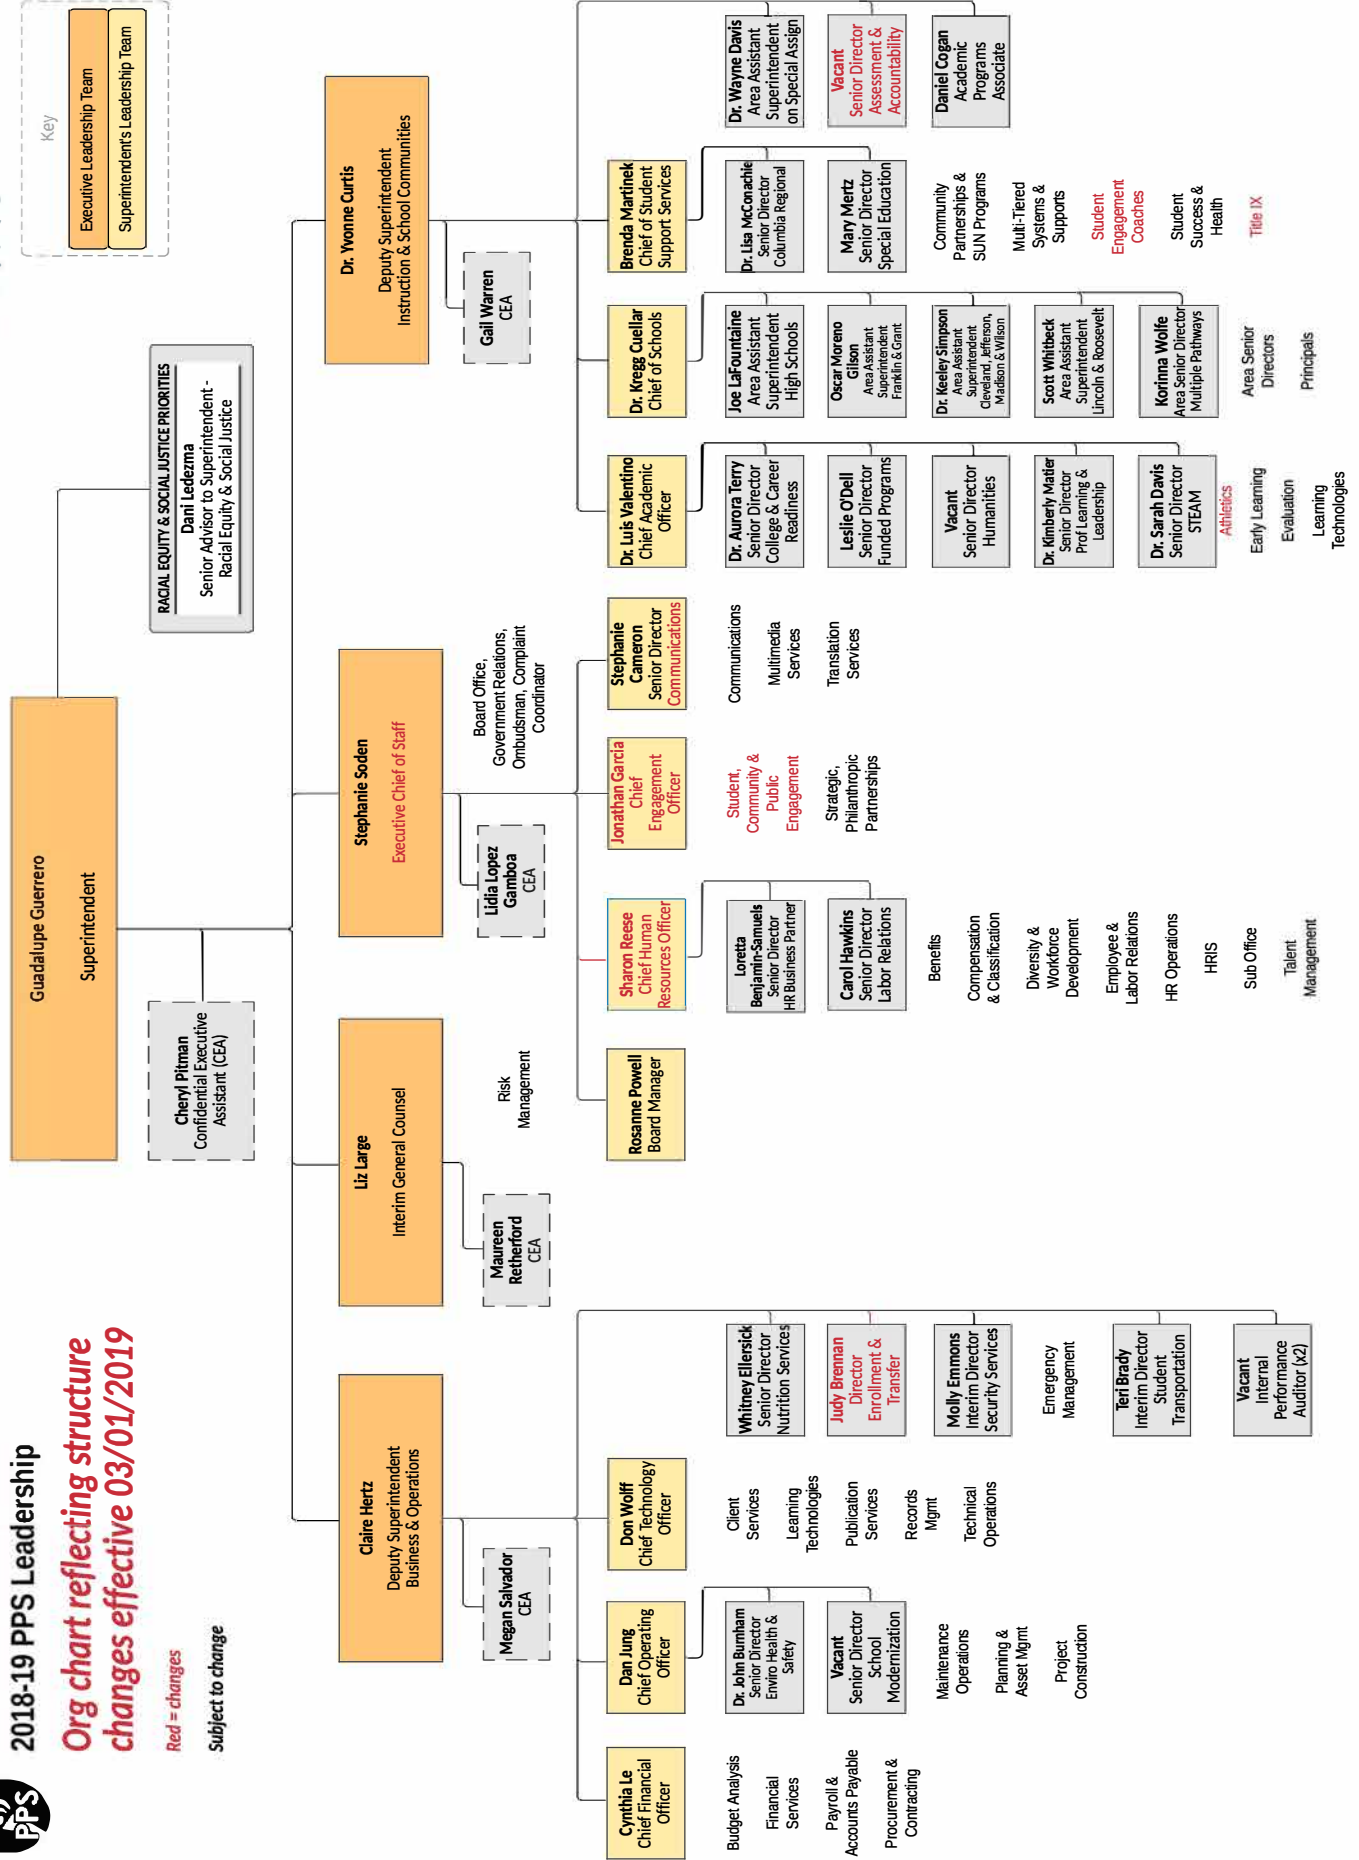 PPS
2018-19 PPS Leadership
Org chart reflecting structure
changes effective 03/01/2019
Red = changes
Subject to change
Key
Executive Leadership Team
Superintendent's Leadership Team
Guadalupe Guerrero
Superintendent
Cheryl Pitman
Confidential Executive
Assistant (CEA)
RACIAL EQUITY & SOCIAL JUSTICE PRIORITIES
Dani Ledezma
Senior Advisor to Superintendent -
Racial Equity & Social Justice
Claire Hertz
Deputy Superintendent
Business & Operations
Megan Salvador
CEA
Liz Large
Interim General Counsel
Maureen
Retherford
CEA
Risk
Management
Stephanie Soden
Executive Chief of Staff
Lidia Lopez
Gamboa
CEA
Board Office,
Government Relations,
Ombudsman, Complaint
Coordinator
Dr. Yvonne Curtis
Deputy Superintendent
Instruction & School Communities
Gail Warren
CEA
Cynthia Le
Chief Financial
Officer
Budget Analysis
Financial
Services
Payroll &
Accounts Payable
Procurement &
Contracting
Dan Jung
Chief Operating
Officer
Dr. John Burnham
Senior Director
Enviro Health &
Safety
Vacant
Senior Director
School
Modernization
Maintenance
Operations
Planning &
Asset Mgmt
Project
Construction
Don Wolff
Chief Technology
Officer
Client
Services
Learning
Technologies
Publication
Services
Records
Mgmt
Technical
Operations
Whitney Ellersick
Senior Director
Nutrition Services
Judy Brennan
Director
Enrollment &
Transfer
Molly Emmons
Interim Director
Security Services
Emergency
Management
Teri Brady
Interim Director
Student
Transportation
Vacant
Internal
Performance
Auditor (x2)
Rosanne Powell
Board Manager
Sharon Reese
Chief Human
Resources Officer
Loretta
Benjamin-Samuels
Senior Director
HR Business Partner
Carol Hawkins
Senior Director
Labor Relations
Benefits
Compensation
& Classification
Diversity &
Workforce
Development
Employee &
Labor Relations
HR Operations
HRIS
Sub Office
Talent
Management
Jonathan Garcia
Chief
Engagement
Officer
Student,
Community &
Public
Engagement
Strategic,
Philanthropic
Partnerships
Stephanie
Cameron
Senior Director
Communications
Communications
Multimedia
Services
Translation
Services
Dr. Luis Valentino
Chief Academic
Officer
Dr. Aurora Terry
Senior Director
College & Career
Readiness
Leslie O'Dell
Senior Director
Funded Programs
Vacant
Senior Director
Humanities
Dr. Kimberly Matier
Senior Director
Prof Learning &
Leadership
Dr. Sarah Davis
Senior Director
STEAM
Athletics
Early Learning
Evaluation
Learning
Technologies
Dr. Kregg Cuellar
Chief of Schools
Joe LaFountaine
Area Assistant
Superintendent
High Schools
Oscar Moreno
Gilson
Area Assistant
Superintendent
Franklin & Grant
Dr. Keeley Simpson
Area Assistant
Superintendent
Cleveland, Jefferson,
Madison & Wilson
Scott Whitbeck
Area Assistant
Superintendent
Lincoln & Roosevelt
Korinna Wolfe
Area Senior Director
Multiple Pathways
Area Senior
Directors
Principals
Brenda Martinek
Chief of Student
Support Services
Dr. Lisa McConachie
Senior Director
Columbia Regional
Mary Mertz
Senior Director
Special Education
Community
Partnerships &
SUN Programs
Multi-Tiered
Systems &
Supports
Student
Engagement
Coaches
Student
Success &
Health
Title IX
Dr. Wayne Davis
Area Assistant
Superintendent
on Special Assign
Vacant
Senior Director
Assessment &
Accountability
Daniel Cogan
Academic
Programs
Associate